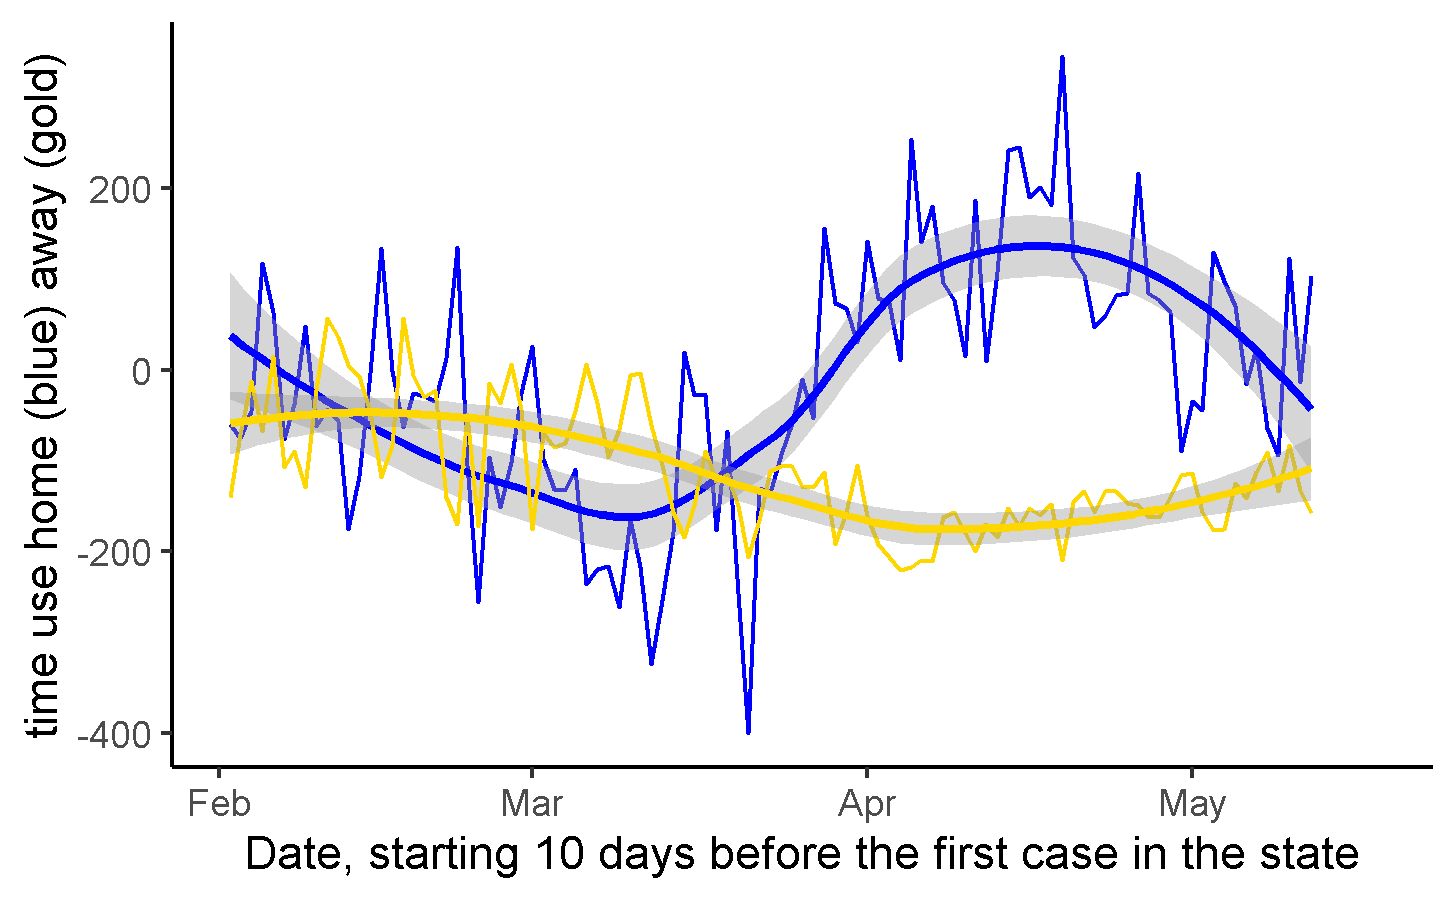 time use home (blue) away (gold)
200
0
-200
-400
Feb
Mar
Apr
May
Date, starting 10 days before the first case in the state